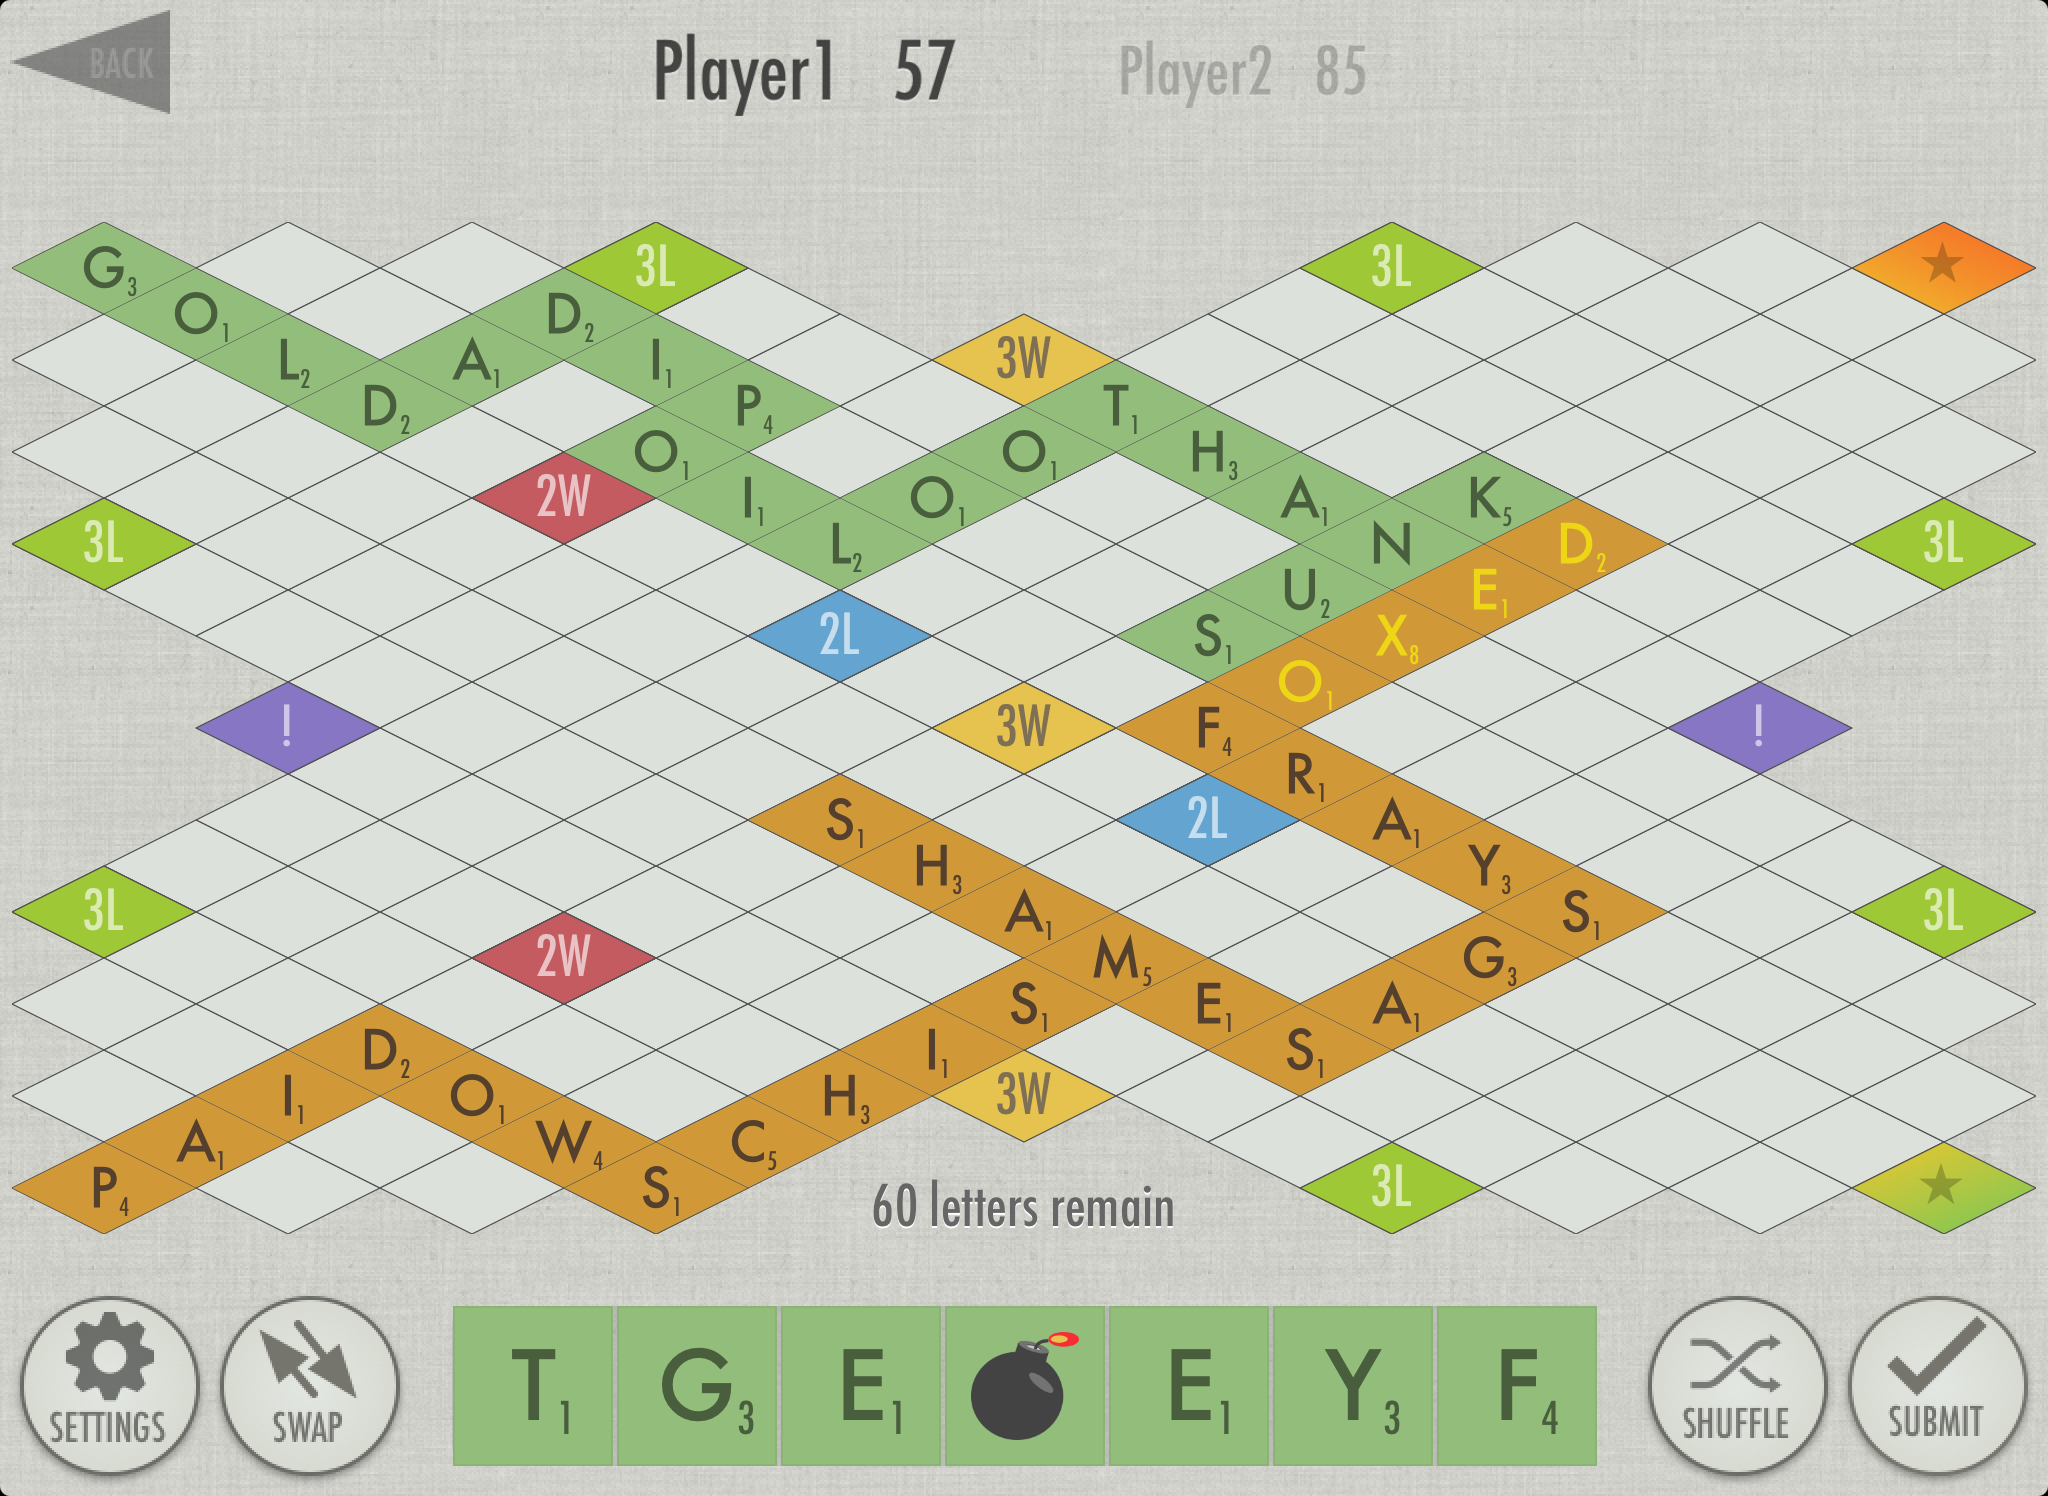 BACK
Player1 57 Player2 85
G3 3L 3L
O1 D2
L2 A1 I1 3W
D2 P4 T1
O1 O1 H3
2W I1 O1 A1 K5
3L L2 N D2 3L
U2 E1
2L S1 X8
O1
! 3W F4 !
R1
S1 2L A1
H3 Y3
3L A1 S1 3L
2W M5 G3
S1 E1 A1
D2 I1 S1
I1 O1 H3 3W
A1 W4 C5
P4 S1 3L
60 letters remain
T1 G3 E1 E1 Y3 F4
SETTINGS SWAP SHUFFLE SUBMIT